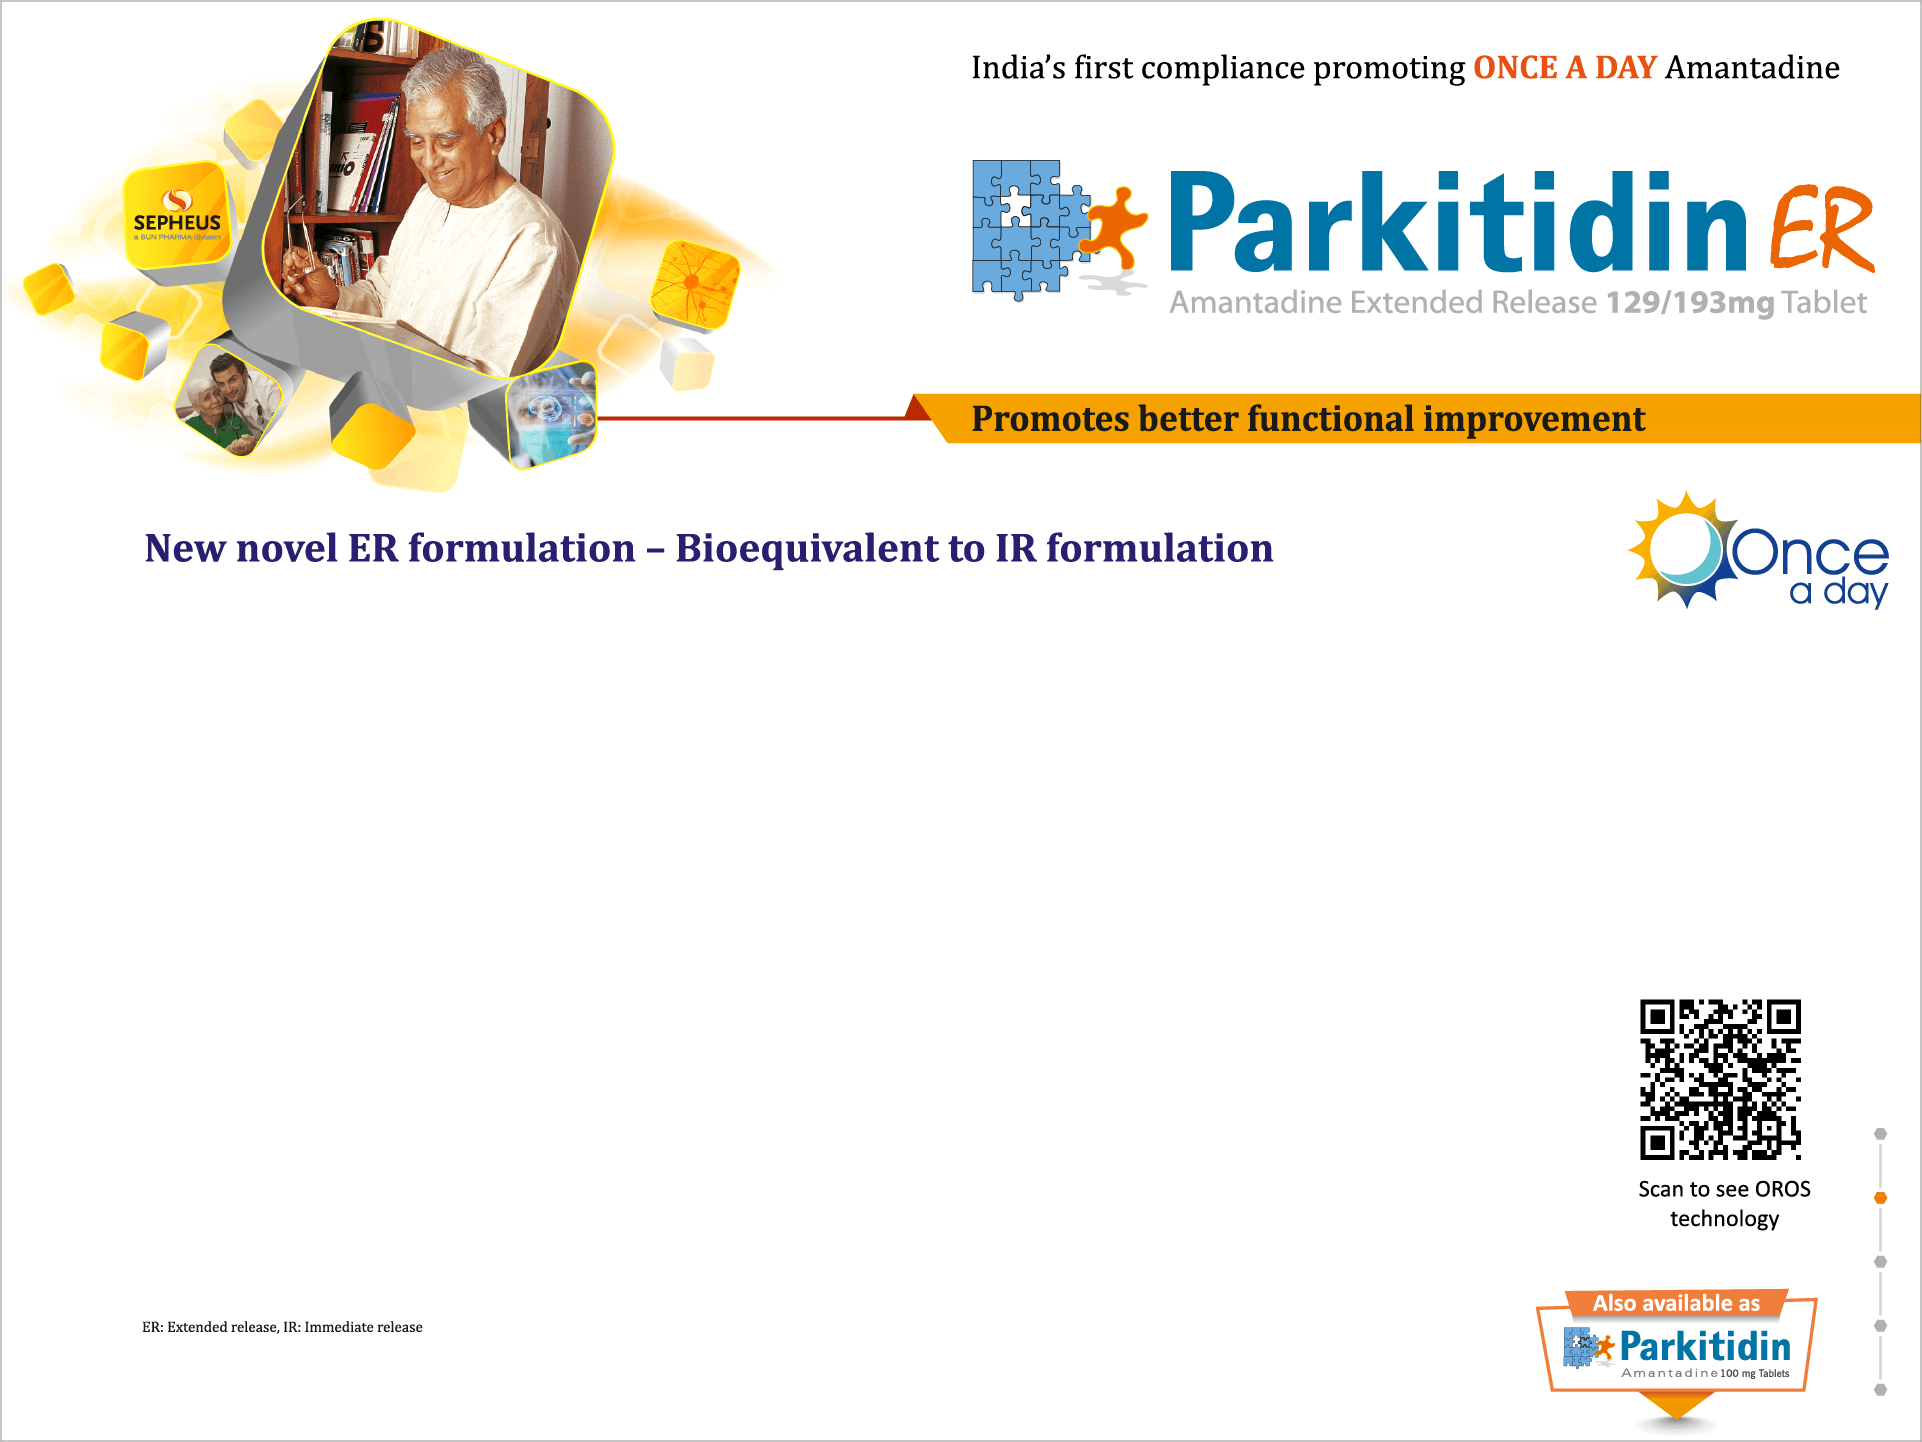 India’s first compliance promoting ONCE A DAY Amantadine
SEPHEUS
a SUN PHARMA division
Parkitidin ER
Amantadine Extended Release 129/193mg Tablet
Promotes better functional improvement
New novel ER formulation – Bioequivalent to IR formulation
Once
a day
Scan to see OROS
technology
ER: Extended release, IR: Immediate release
Also available as
Parkitidin
Amantadine 100 mg Tablets